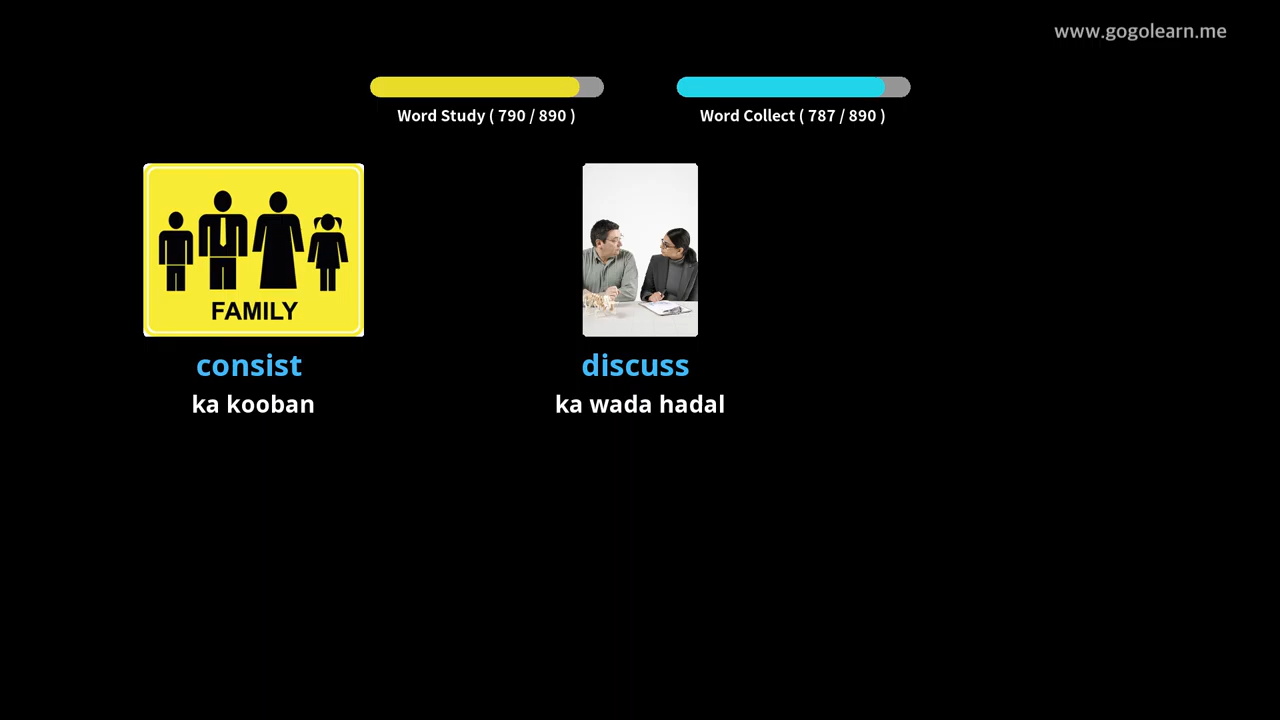 www.gogolearn.me
Word Study ( 790 / 890 )
Word Collect ( 787 / 890 )
FAMILY
consist
ka kooban
discuss
ka wada hadal